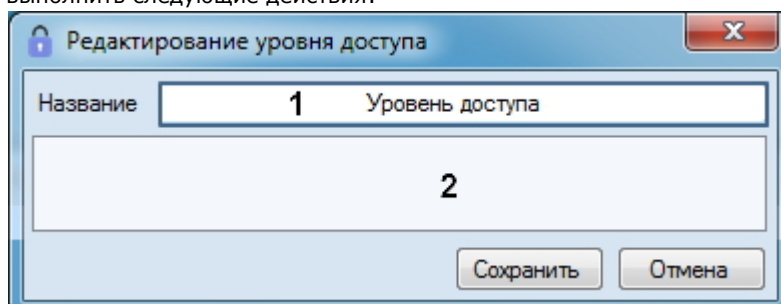 выполнить следующие действия:
Редактирование уровня доступа
Название 1 Уровень доступа
2
Сохранить Отмена